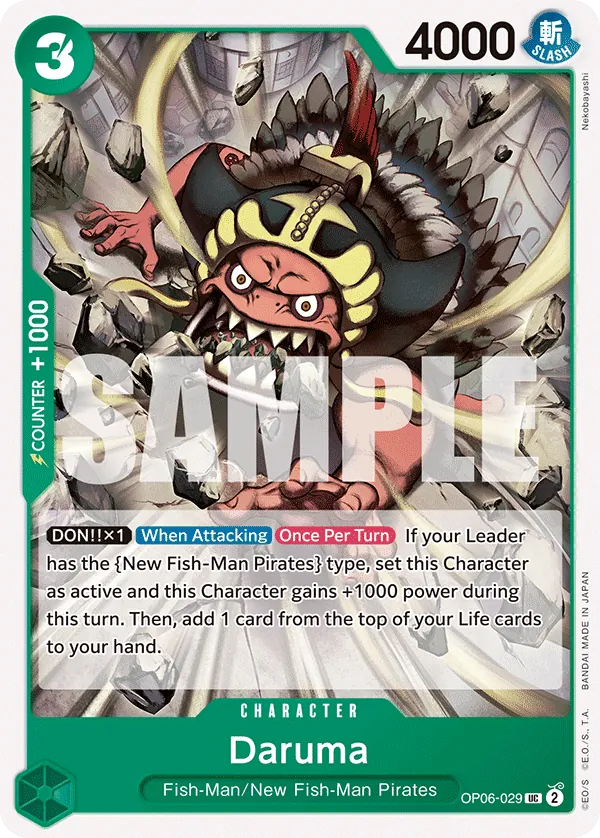 3
4000
斬
SLASH
Nekobayashi
COUNTER +1000
SAMPLE
DON!!×1 When Attacking Once Per Turn If your Leader
has the {New Fish-Man Pirates} type, set this Character
as active and this Character gains +1000 power during
this turn. Then, add 1 card from the top of your Life cards
to your hand.
©E.O/S ©E.O./S., T.A. BANDAI MADE IN JAPAN
CHARACTER
Daruma
Fish-Man/New Fish-Man Pirates
OP06-029 UC 2